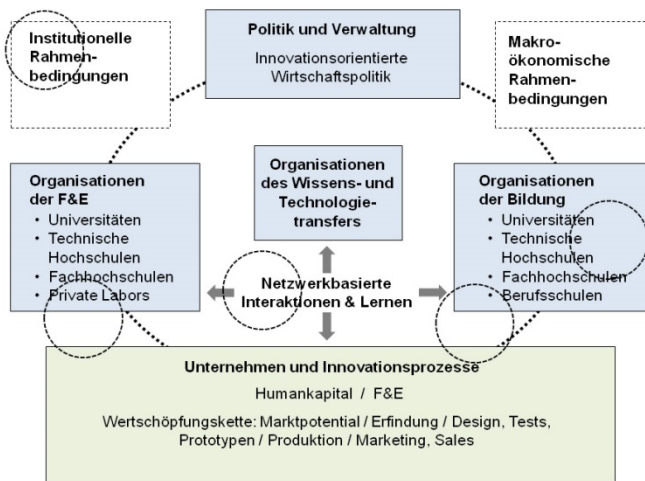 Institutionelle
Rahmen-
bedingungen
Politik und Verwaltung
Innovationsorientierte
Wirtschaftspolitik
Makro-
ökonomische
Rahmen-
bedingungen
Organisationen
der F&E
• Universitäten
• Technische
Hochschulen
• Fachhochschulen
• Private Labors
Organisationen
des Wissens- und
Technologie-
transfers
Organisationen
der Bildung
• Universitäten
• Technische
Hochschulen
• Fachhochschulen
• Berufsschulen
Netzwerkbasierte
Interaktionen & Lernen
Unternehmen und Innovationsprozesse
Humankapital / F&E
Wertschöpfungskette: Marktpotential / Erfindung / Design, Tests,
Prototypen / Produktion / Marketing, Sales